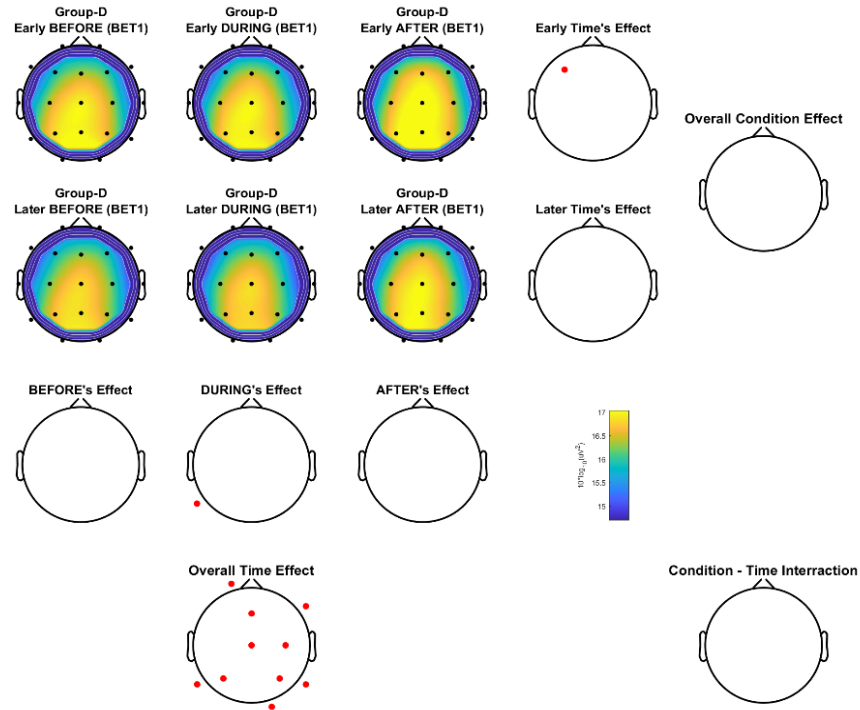 Group-D
Early BEFORE (BET1)
Group-D
Early DURING (BET1)
Group-D
Early AFTER (BET1)
Early Time's Effect
Overall Condition Effect
Group-D
Later BEFORE (BET1)
Group-D
Later DURING (BET1)
Group-D
Later AFTER (BET1)
Later Time's Effect
BEFORE's Effect
DURING's Effect
AFTER's Effect
17
16.5
16
15.5
15
Overall Time Effect
Condition - Time Interraction